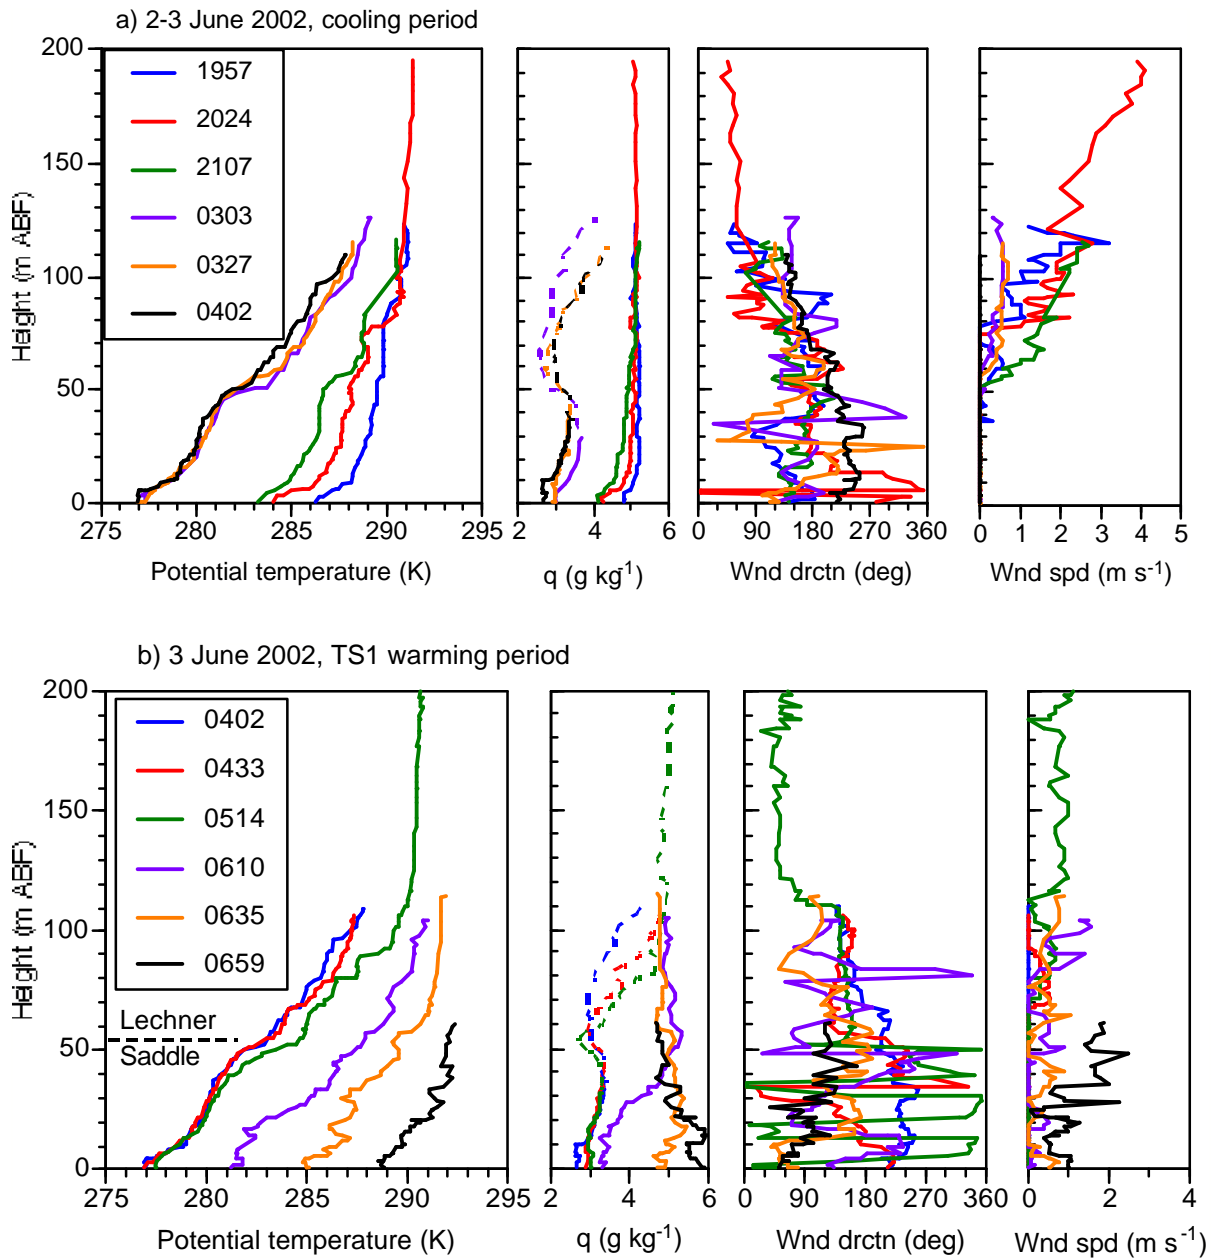 a) 2-3 June 2002, cooling period
200
150
100
50
0
Height (m ABF)
1957
2024
2107
0303
0327
0402
275 280 285 290 295
Potential temperature (K)
2 4 6
q (g kg-1)
0 90 180 270 360
Wnd drctn (deg)
0 1 2 3 4 5
Wnd spd (m s-1)
b) 3 June 2002, TS1 warming period
200
150
100
50
0
Height (m ABF)
0402
0433
0514
0610
0635
0659
Lechner
Saddle
275 280 285 290 295
Potential temperature (K)
2 4 6
q (g kg-1)
0 90 180 270 360
Wnd drctn (deg)
0 2 4
Wnd spd (m s-1)